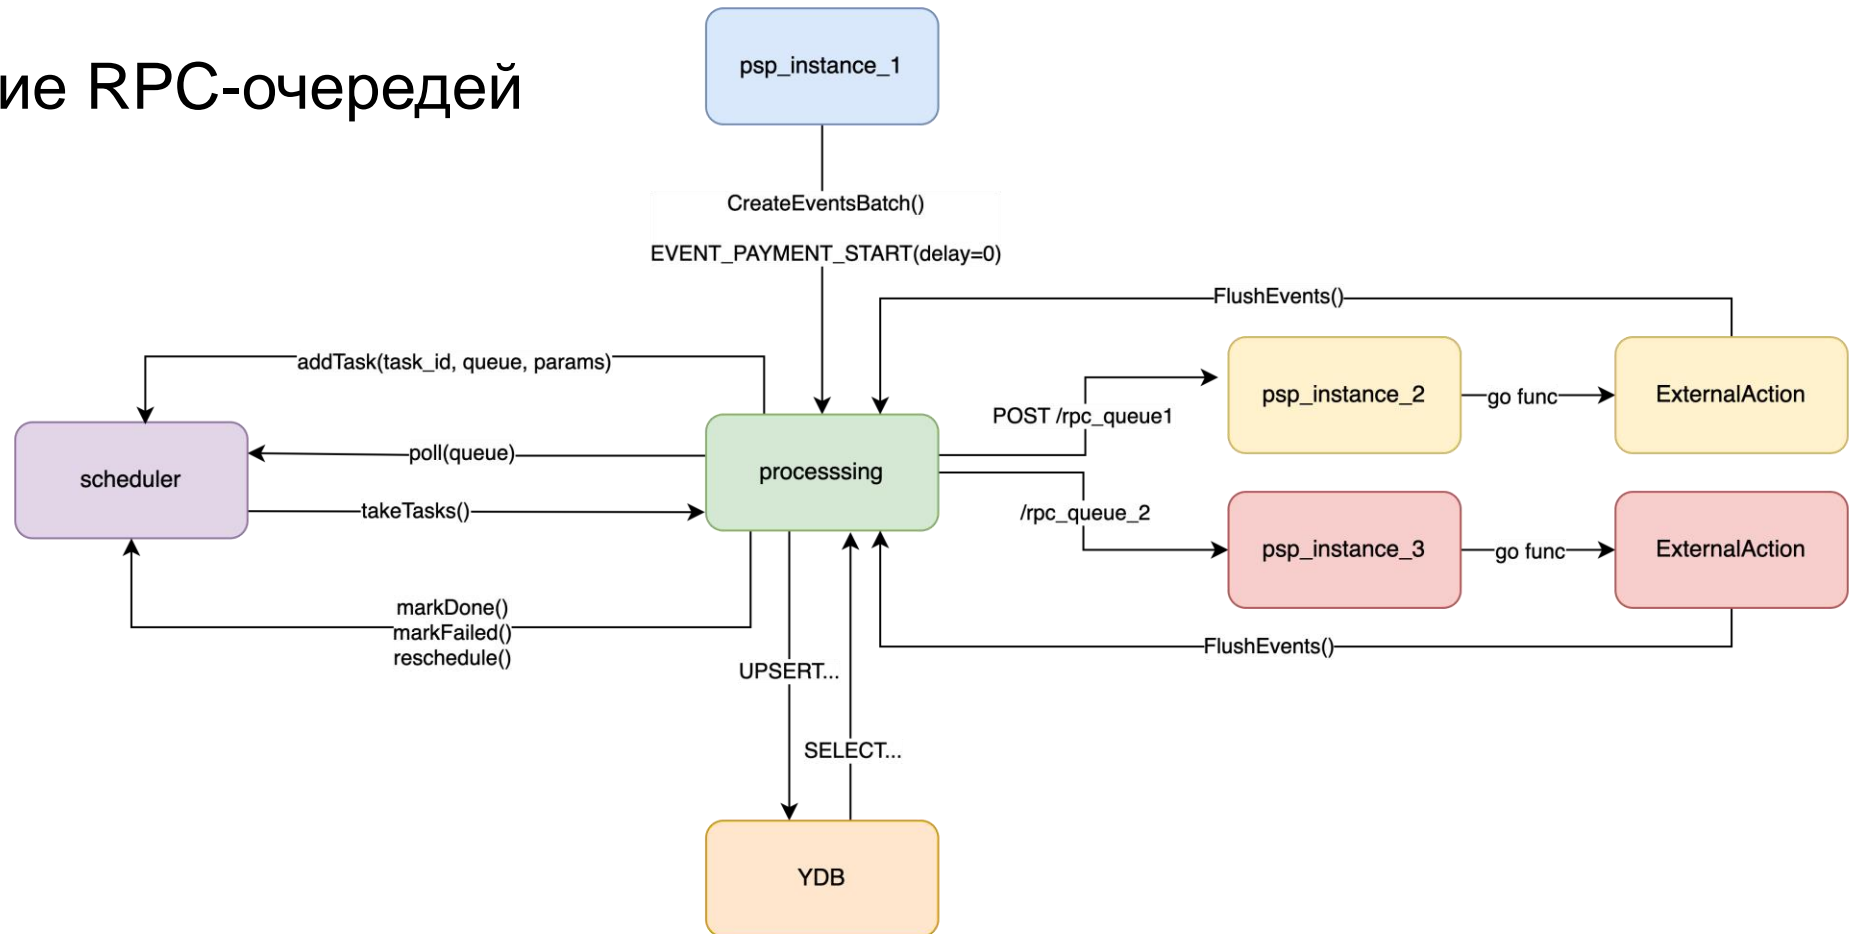 ие RPC-очередей
psp_instance_1
CreateEventsBatch()
EVENT_PAYMENT_START(delay=0)
FlushEvents()
addTask(task_id, queue, params)
psp_instance_2
go func
ExternalAction
POST /rpc_queue1
poll(queue)
scheduler
processsing
takeTasks()
/rpc_queue_2
psp_instance_3
go func
ExternalAction
markDone()
markFailed()
reschedule()
FlushEvents()
UPSERT...
SELECT...
YDB